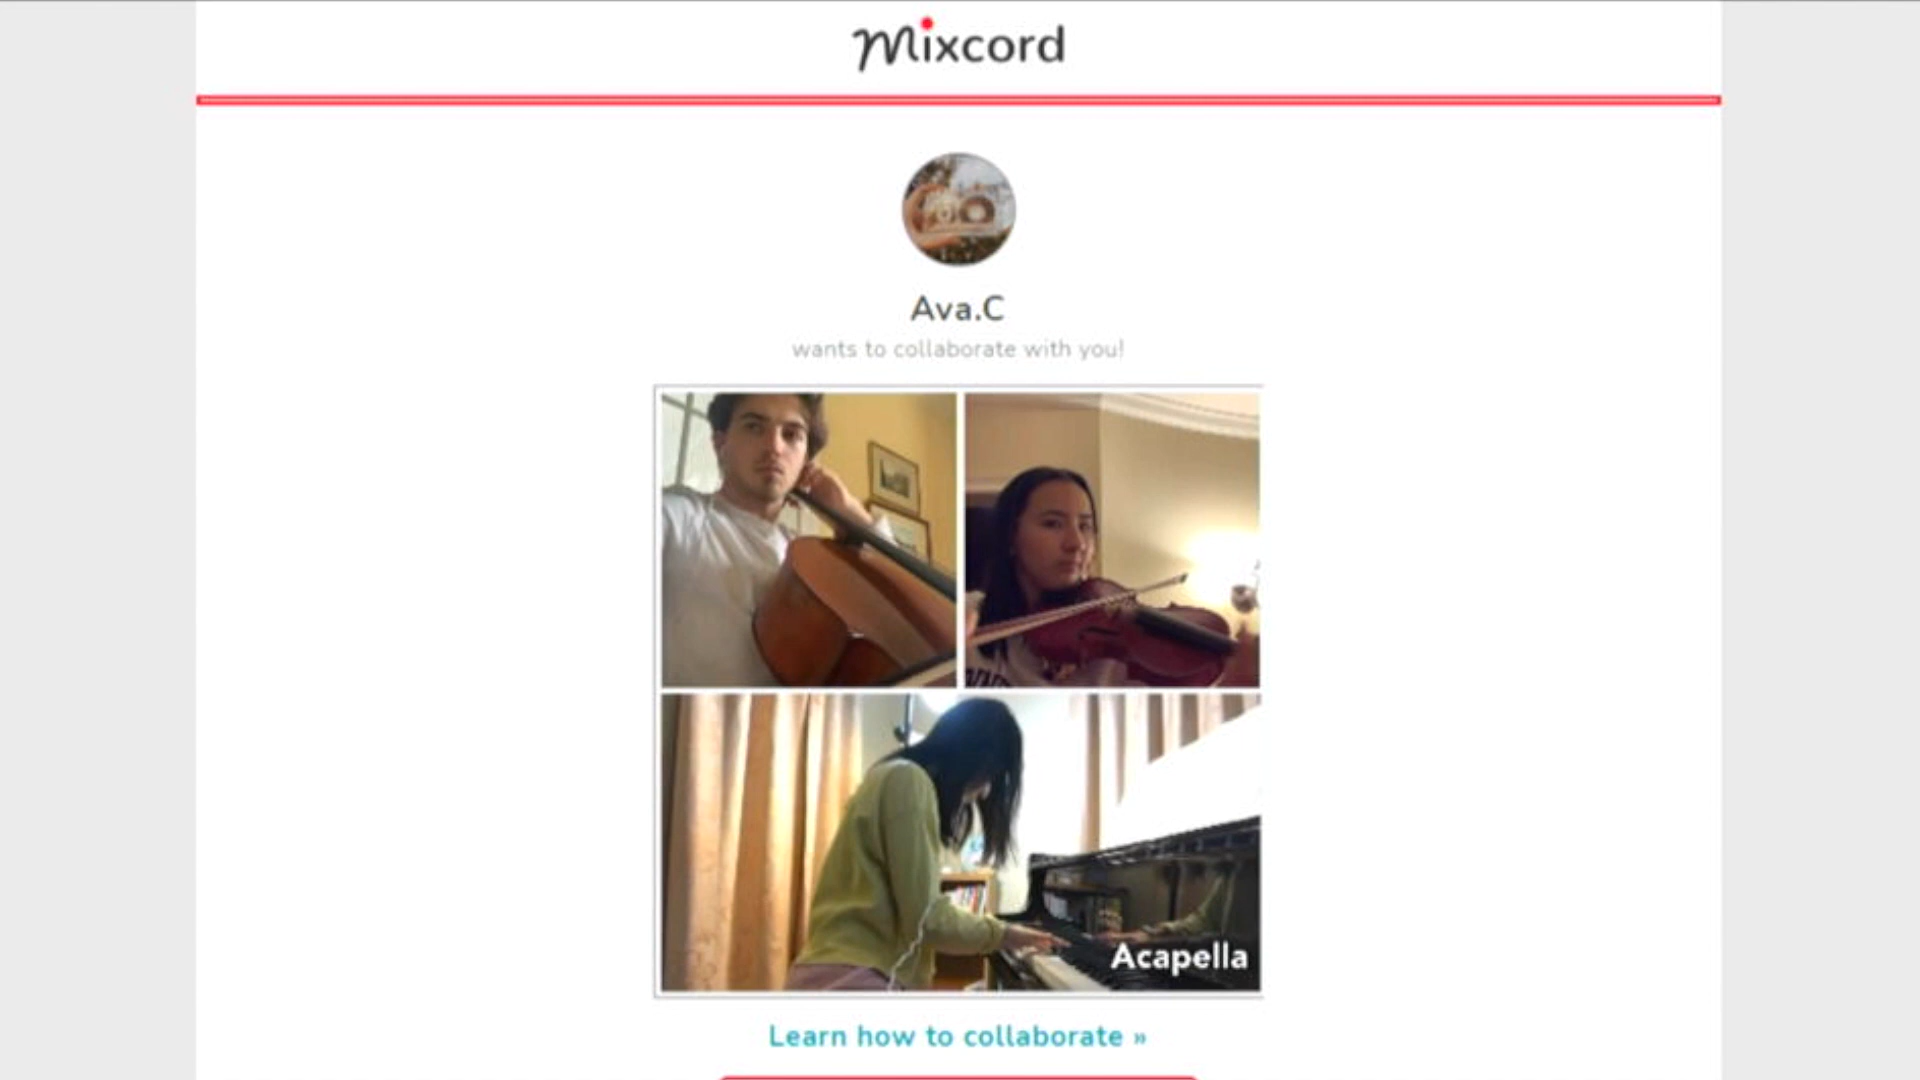 Mixcord
Ava.C
wants to collaborate with you!
Acapella
Learn how to collaborate »